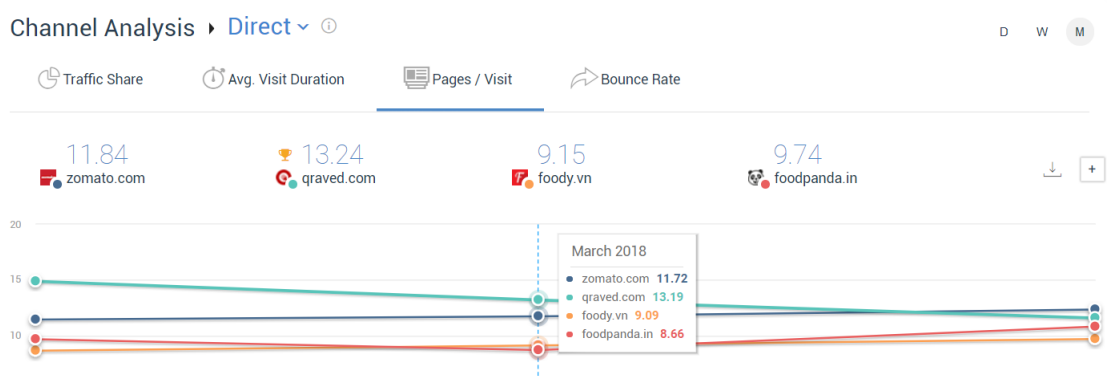 Channel Analysis Direct
D W M
Traffic Share Avg. Visit Duration Pages / Visit Bounce Rate
11.84 13.24 9.15 9.74
zomato.com qraved.com foody.vn foodpanda.in
20
15
10
March 2018
zomato.com 11.72
qraved.com 13.19
foody.vn 9.09
foodpanda.in 8.66